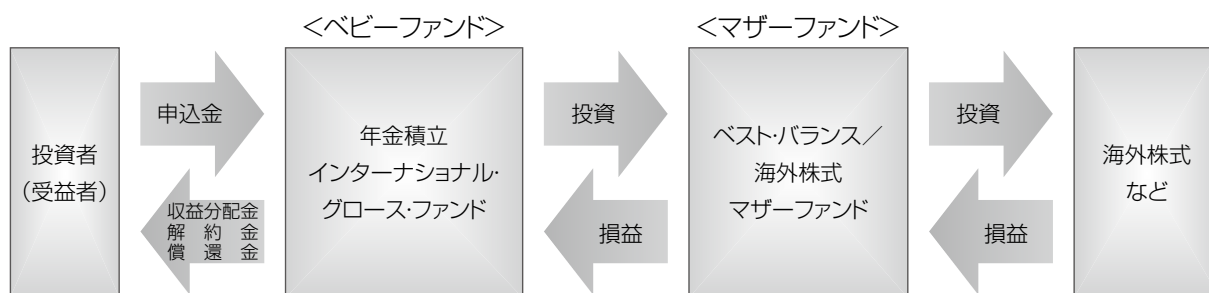 ＜ベビーファンド＞
＜マザーファンド＞
投資者
（受益者）
申込金
収益分配金
解約金
償還金
年金積立
インターナショナル・
グロース・ファンド
投資
損益
ベスト・バランス／
海外株式
マザーファンド
投資
損益
海外株式
など